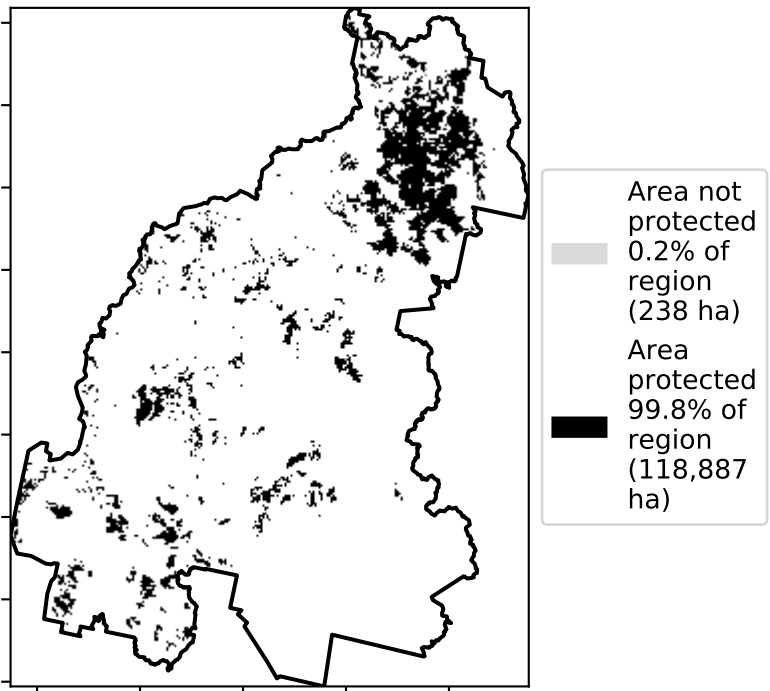 Area not
protected
0.2% of
region
(238 ha)
Area
protected
99.8% of
region
(118,887
ha)